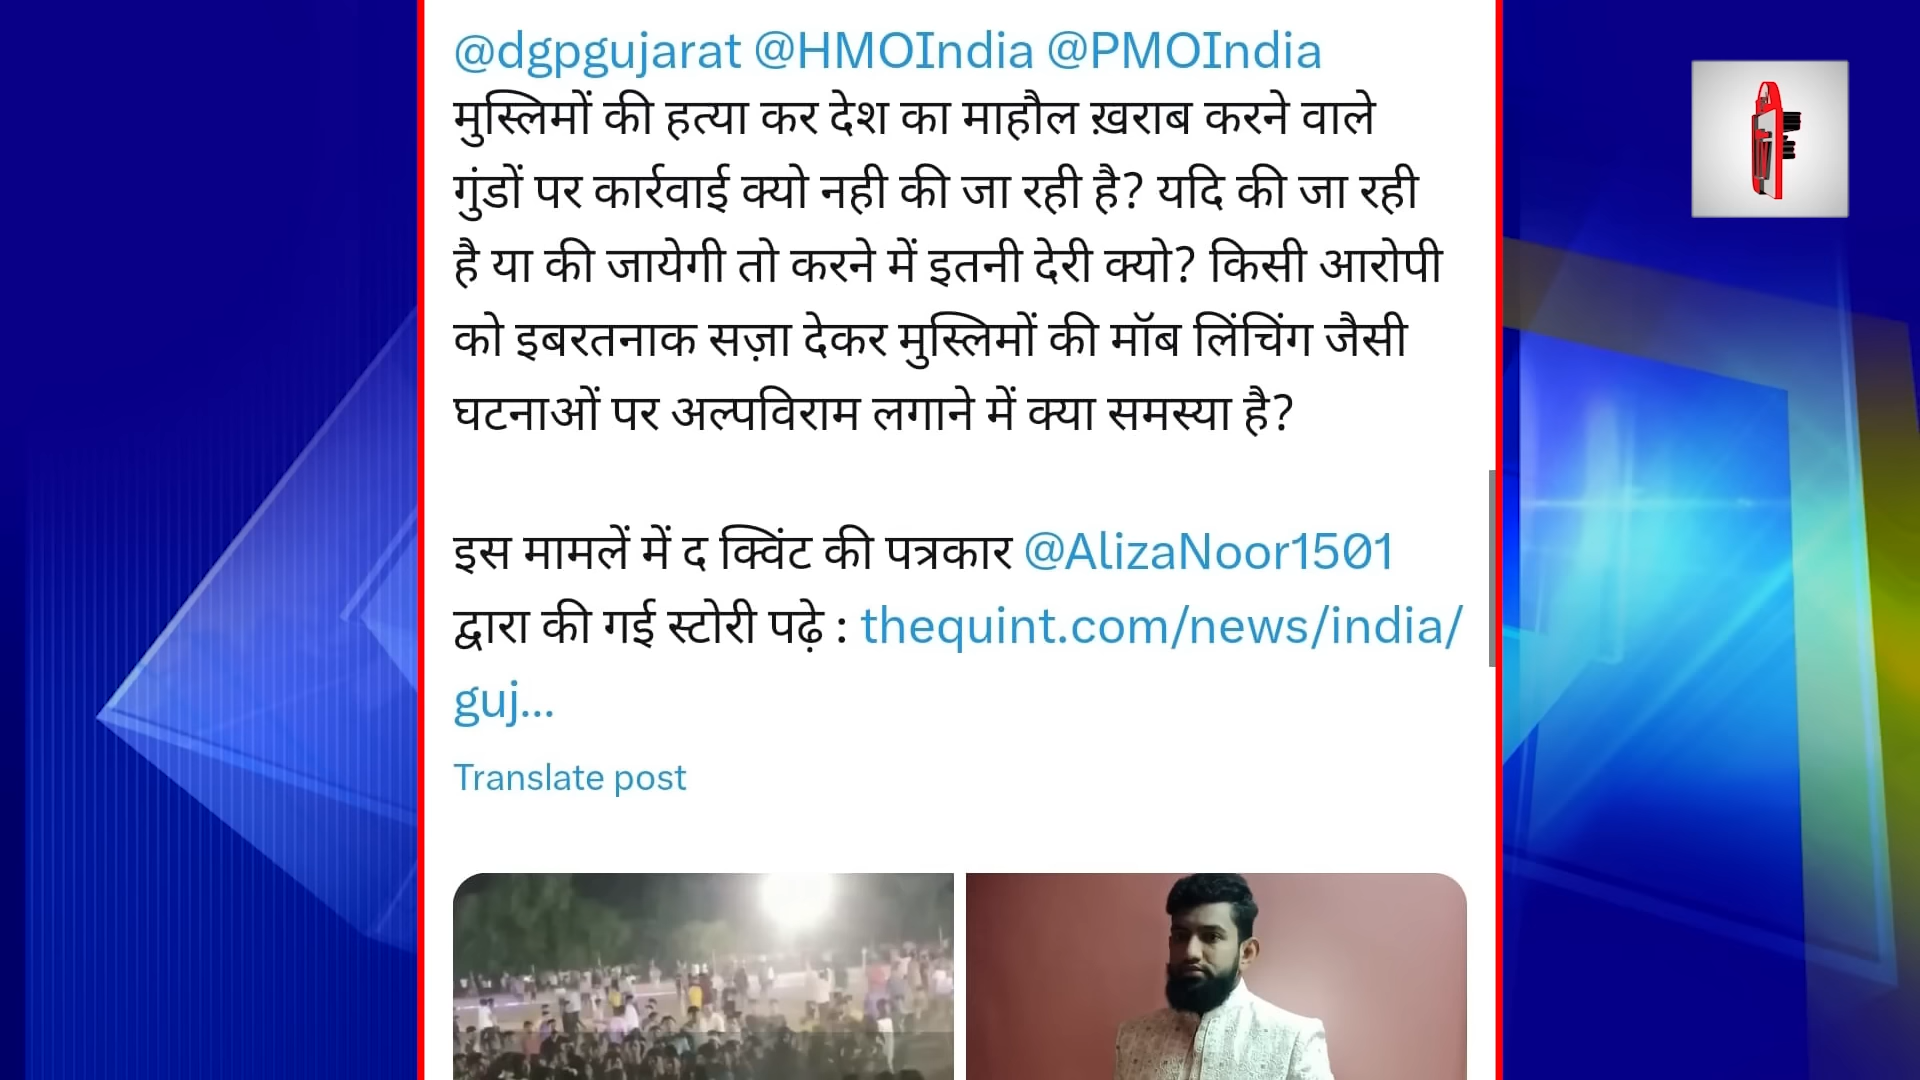 @dgpgujarat @HMOIndia @PMOIndia
मुस्लिमों की हत्या कर देश का माहौल ख़राब करने वाले
गुंडों पर कार्रवाई क्यो नही की जा रही है? यदि की जा रही
है या की जायेगी तो करने में इतनी देरी क्यो? किसी आरोपी
को इबरतनाक सज़ा देकर मुस्लिमों की मॉब लिंचिंग जैसी
घटनाओं पर अल्पविराम लगाने में क्या समस्या है?
इस मामलें में द क्विंट की पत्रकार @AlizaNoor1501
द्वारा की गई स्टोरी पढ़े : thequint.com/news/india/
guj...
Translate post